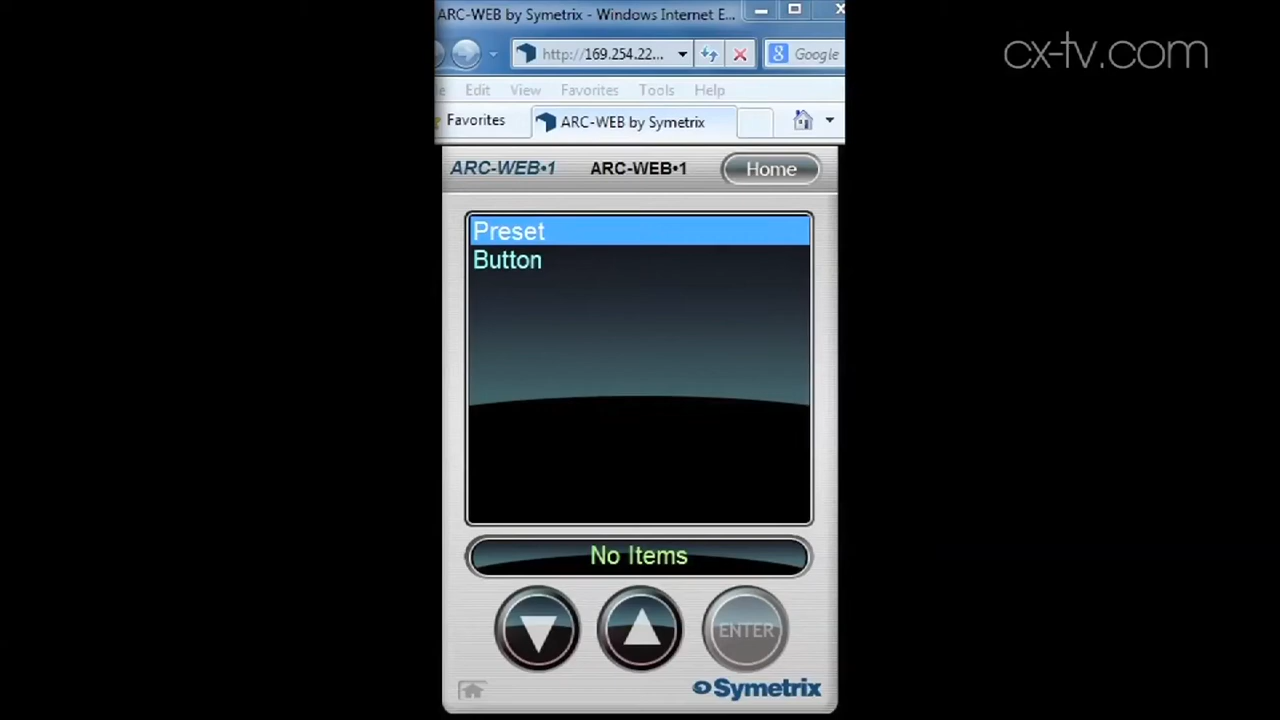 ARC-WEB by Symetrix - Windows Internet E...
cx-tv.com
http://169.254.22...
Google
Edit View Favorites Tools Help
Favorites
ARC-WEB by Symetrix
ARC-WEB•1
ARC-WEB•1
Home
Preset
Button
No Items
ENTER
Symetrix